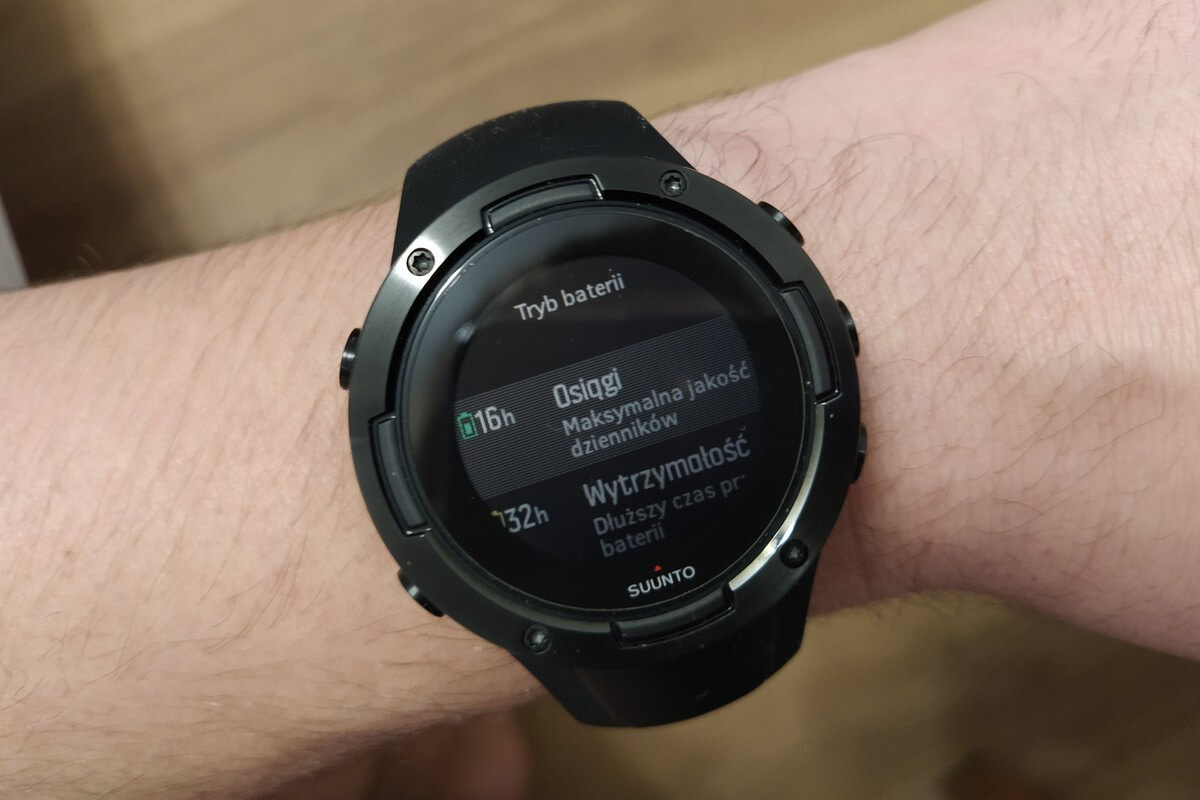 Tryb baterii
Osiągi
16h
Maksymalna jakość
dzienników
Wytrzymałość
32h
Dłuższy czas
baterii
SUUNTO